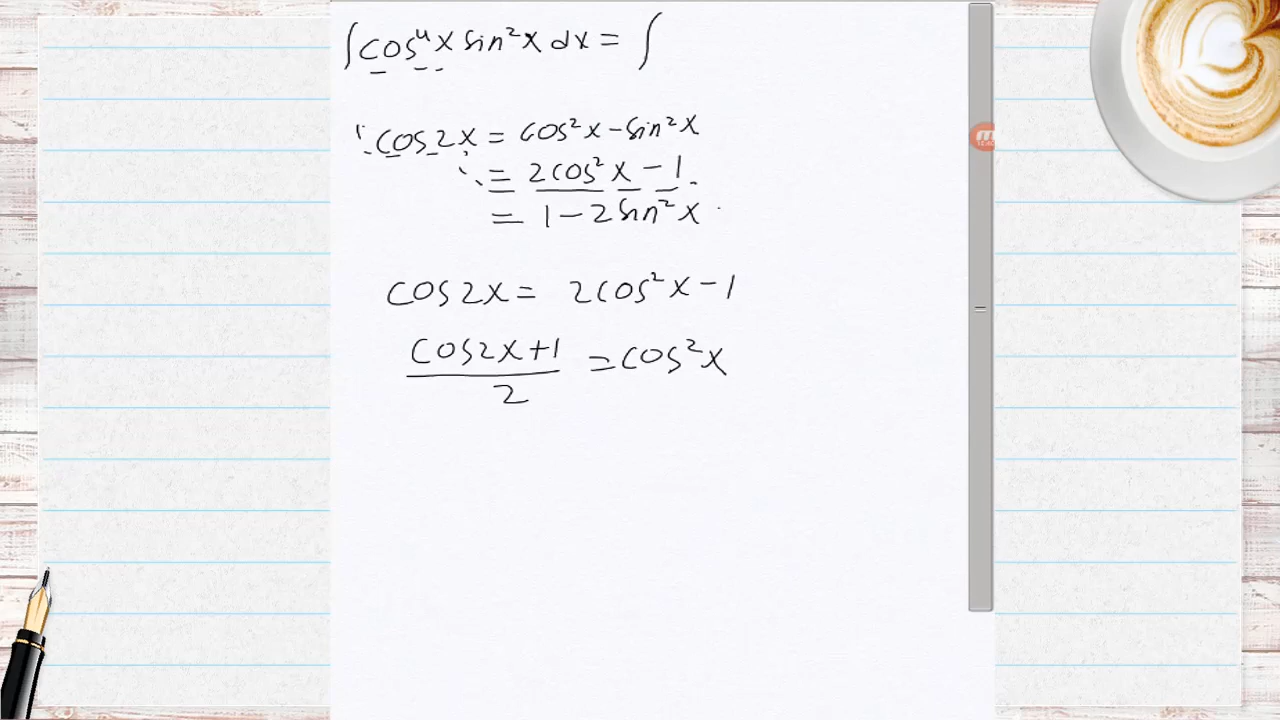 ∫cos⁴x sin²x dx = ∫
cos2x = cos²x - sin²x
= 2cos²x - 1
= 1 - 2sin²x
cos2x = 2cos²x - 1
(cos2x+1)/2 = cos²x